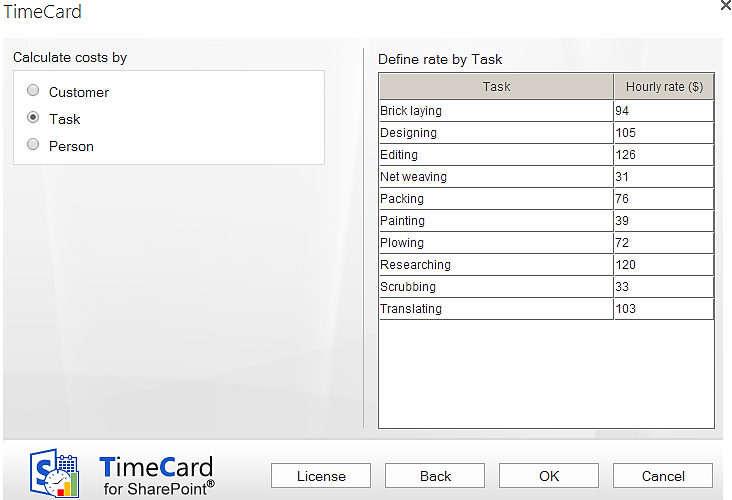 TimeCard
Calculate costs by
Customer
Task
Person
Define rate by Task
Task Hourly rate ($)
Brick laying 94
Designing 105
Editing 126
Net weaving 31
Packing 76
Painting 39
Plowing 72
Researching 120
Scrubbing 33
Translating 103
S
TimeCard
for SharePoint®
License Back OK Cancel